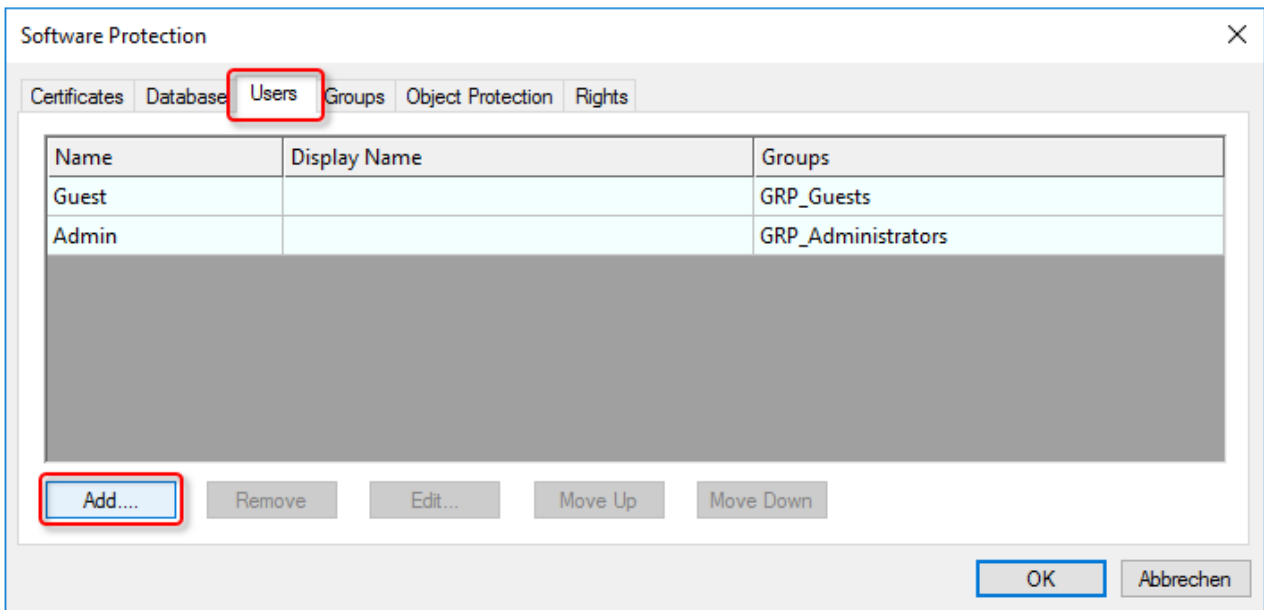 Software Protection
Certificates Database Users Groups Object Protection Rights
Name Display Name Groups
Guest GRP_Guests
Admin GRP_Administrators
Add.... Remove Edit... Move Up Move Down
OK Abbrechen